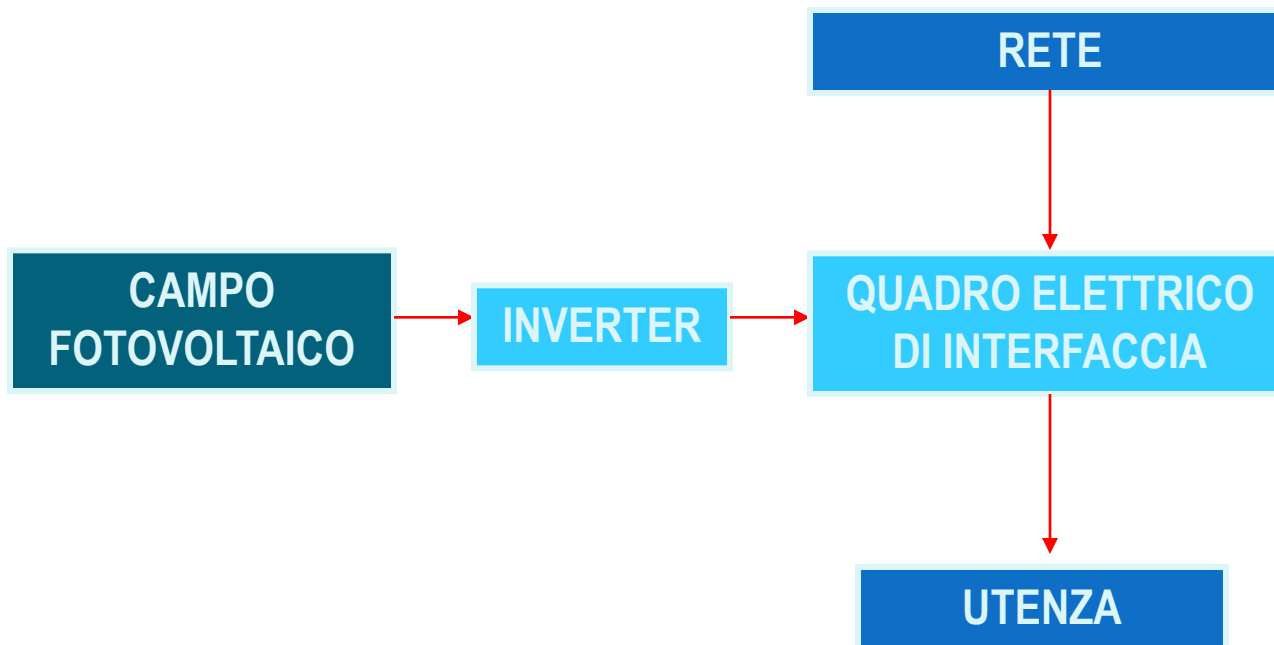 RETE
CAMPO
FOTOVOLTAICO
INVERTER
QUADRO ELETTRICO
DI INTERFACCIA
UTENZA